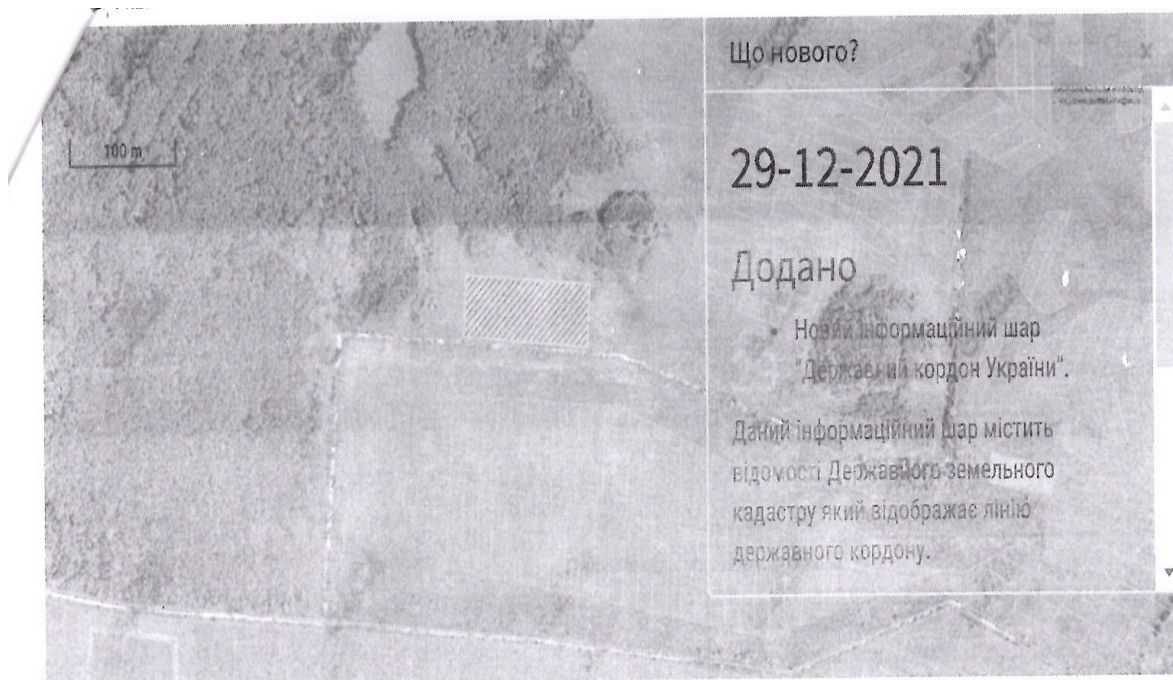 100 m
Що нового?
29-12-2021
Додано
• Новий інформаційний шар
"Державний кордон України".
Даний інформаційний шар містить
відомості Державного земельного
кадастру який відображає лінію
державного кордону.